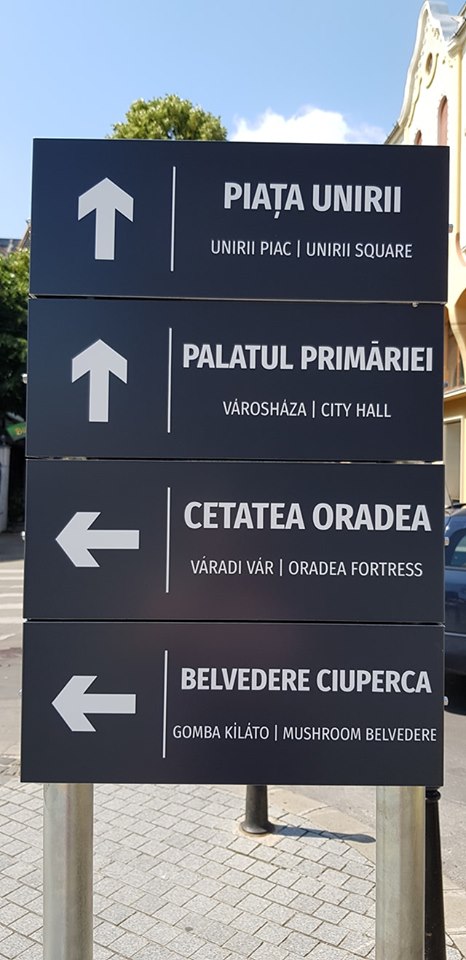 PIAȚA UNIRII
UNIRII PIAC | UNIRII SQUARE
PALATUL PRIMĂRIEI
VÁROSHÁZA | CITY HALL
CETATEA ORADEA
VÁRADI VÁR | ORADEA FORTRESS
BELVEDERE CIUPERCA
GOMBA KÍLÁTO | MUSHROOM BELVEDERE